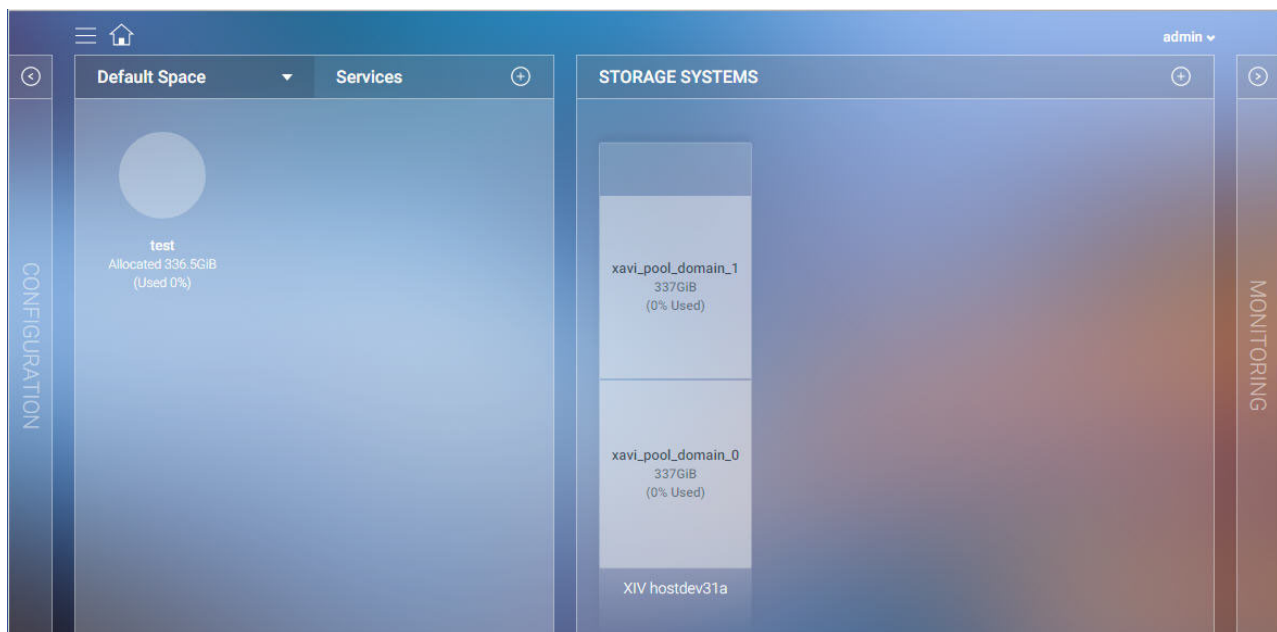 admin
Default Space
Services
STORAGE SYSTEMS
CONFIGURATION
test
Allocated 336.5GiB
(Used 0%)
xavi_pool_domain_1
337GiB
(0% Used)
xavi_pool_domain_0
337GiB
(0% Used)
XIV hostdev31a
MONITORING